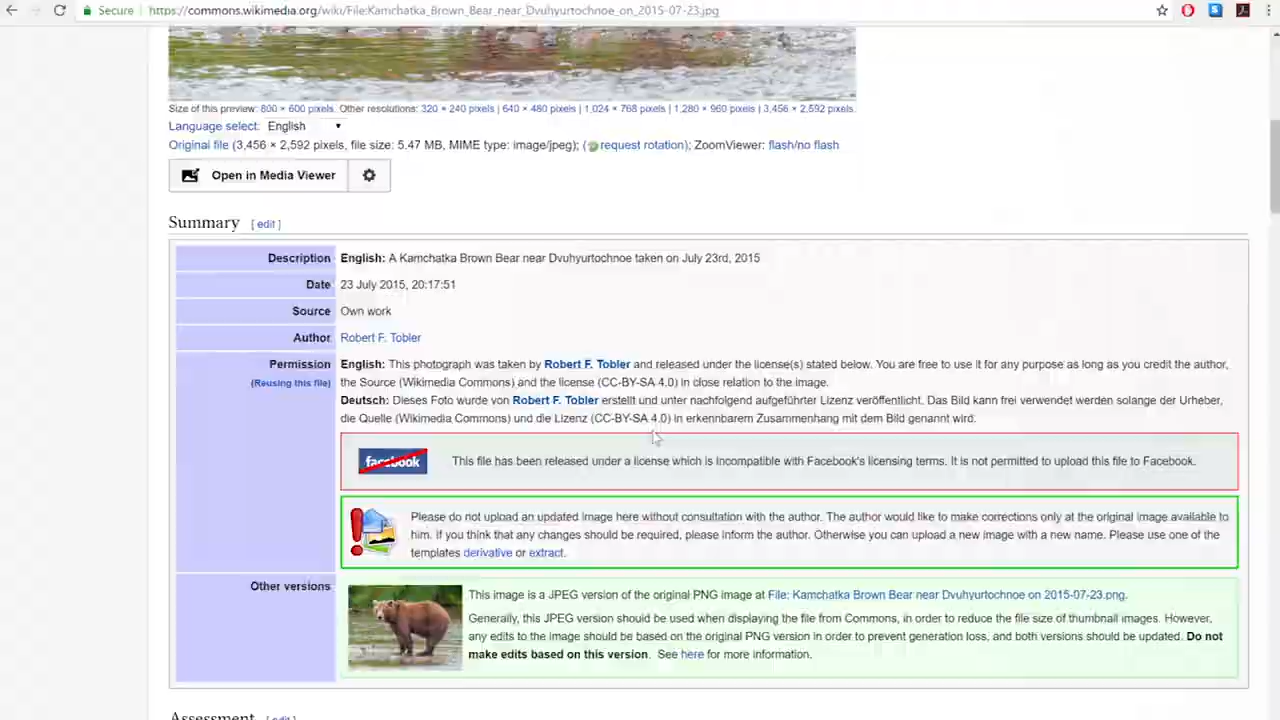 Secure https://commons.wikimedia.org/wiki/File:Kamchatka_Brown_Bear_near_Dvuhyurtochnoe_on_2015-07-23.jpg
Size of this preview: 800 × 600 pixels. Other resolutions: 320 × 240 pixels | 640 × 480 pixels | 1,024 × 768 pixels | 1,280 × 960 pixels | 3,456 × 2,592 pixels.
Language select: English
Original file (3,456 × 2,592 pixels, file size: 5.47 MB, MIME type: image/jpeg); (request rotation); ZoomViewer: flash/no flash
Open in Media Viewer
Summary [ edit ]
Description English: A Kamchatka Brown Bear near Dvuhyurtochnoe taken on July 23rd, 2015
Date 23 July 2015, 20:17:51
Source Own work
Author Robert F. Tobler
Permission
(Reusing this file)
English: This photograph was taken by Robert F. Tobler and released under the license(s) stated below. You are free to use it for any purpose as long as you credit the author,
the Source (Wikimedia Commons) and the license (CC-BY-SA 4.0) in close relation to the image.
Deutsch: Dieses Foto wurde von Robert F. Tobler erstellt und unter nachfolgend aufgeführter Lizenz veröffentlicht. Das Bild kann frei verwendet werden solange der Urheber,
die Quelle (Wikimedia Commons) und die Lizenz (CC-BY-SA 4.0) in erkennbarem Zusammenhang mit dem Bild genannt wird.
facebook
This file has been released under a license which is incompatible with Facebook's licensing terms. It is not permitted to upload this file to Facebook.
Please do not upload an updated image here without consultation with the author. The author would like to make corrections only at the original image available to
him. If you think that any changes should be required, please inform the author. Otherwise you can upload a new image with a new name. Please use one of the
templates derivative or extract.
Other versions
This image is a JPEG version of the original PNG image at File: Kamchatka Brown Bear near Dvuhyurtochnoe on 2015-07-23.png.
Generally, this JPEG version should be used when displaying the file from Commons, in order to reduce the file size of thumbnail images. However,
any edits to the image should be based on the original PNG version in order to prevent generation loss, and both versions should be updated. Do not
make edits based on this version. See here for more information.
Assessment [ edit ]